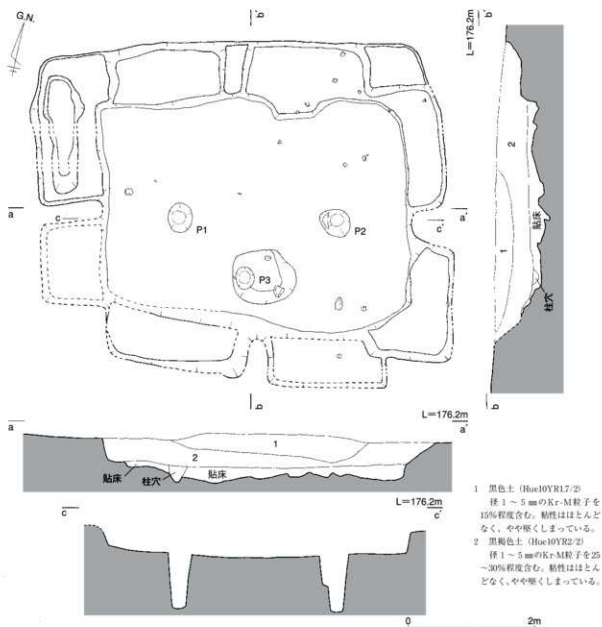 G.N.
b'
b'
L=176.2m
2
1
貼床
柱穴
b
a
a'
c
c'
P1
P2
P3
b
L=176.2m
a
a'
1
2
貼床
柱穴
貼床
L=176.2m
c
c'
1 黒色土 (Hue10YR1.7/2)
径1~5㎜のKr-M粒子を
15%程度含む。粘性はほとんど
なく、やや堅くしまっている。
2 黒褐色土 (Hue10YR2/2)
径1~5㎜のKr-M粒子を25
~30%程度含む。粘性はほとん
どなく、やや堅くしまっている。
0 2m